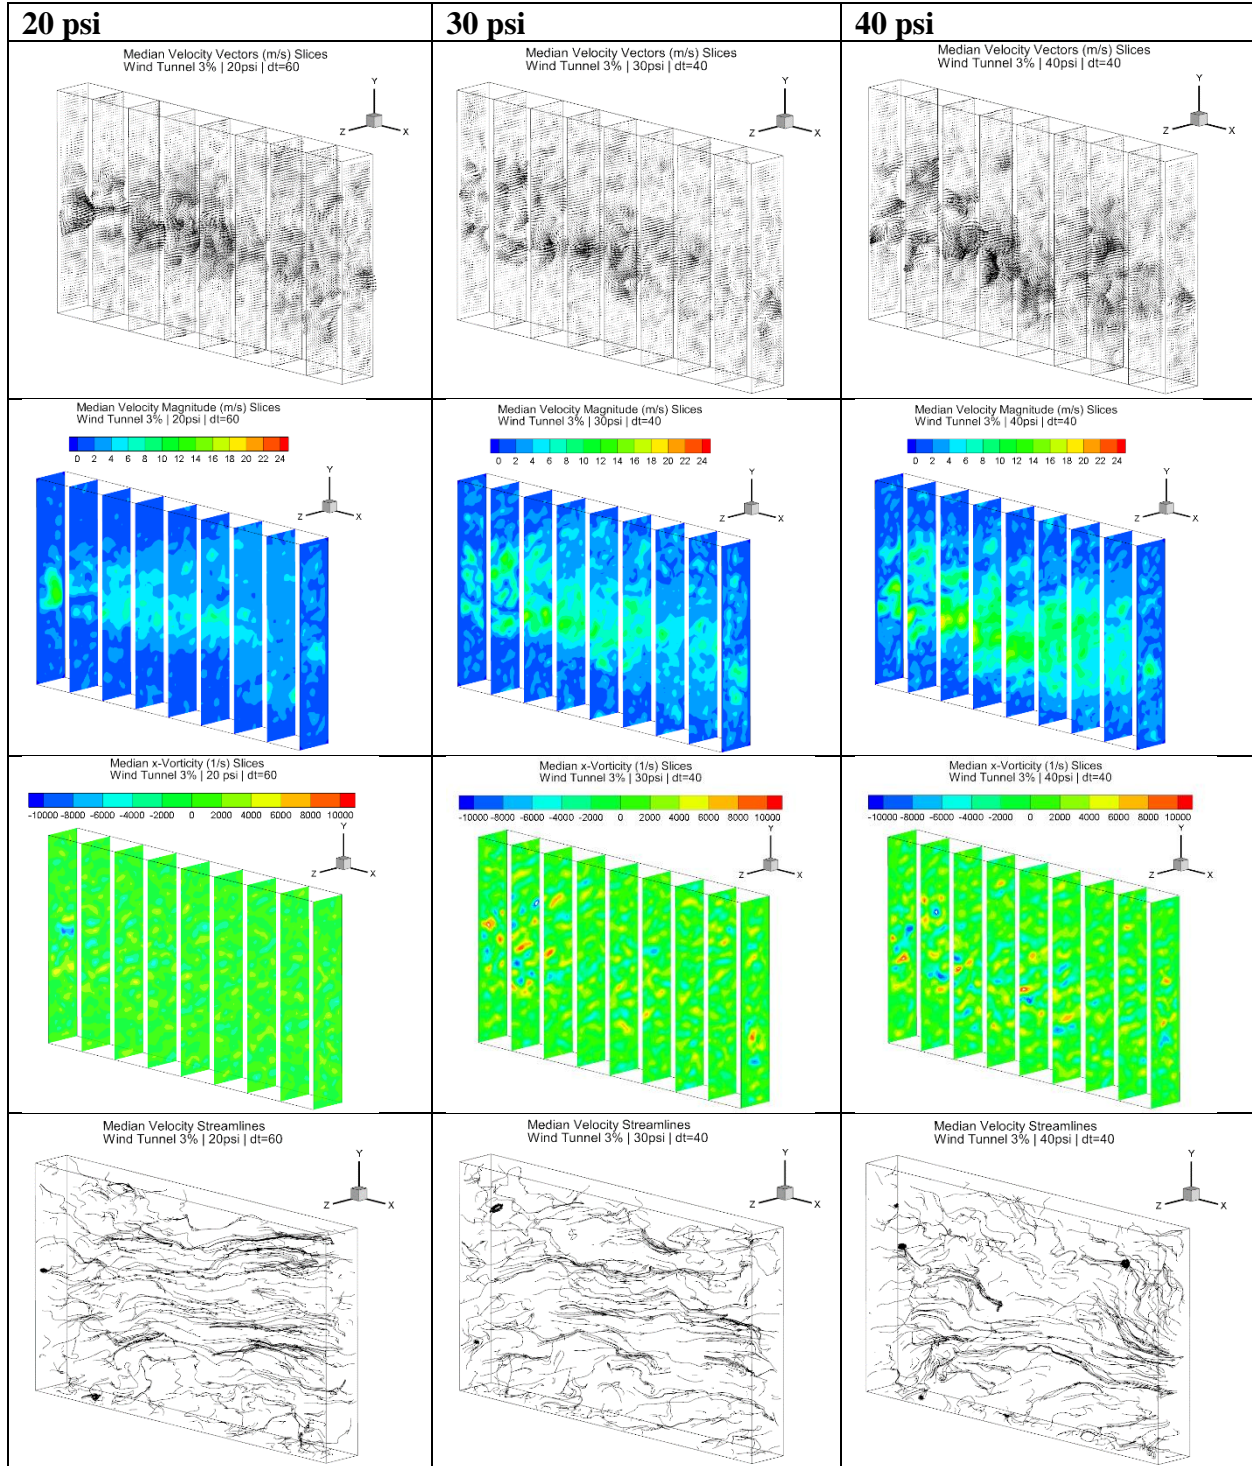 20 psi
30 psi
40 psi
Median Velocity Vectors (m/s) Slices
Wind Tunnel 3% | 20psi | dt=60
Y
Z
X
Median Velocity Vectors (m/s) Slices
Wind Tunnel 3% | 30psi | dt=40
Y
Z
X
Median Velocity Vectors (m/s) Slices
Wind Tunnel 3% | 40psi | dt=40
Y
Z
X
Median Velocity Magnitude (m/s) Slices
Wind Tunnel 3% | 20psi | dt=60
0 2 4 6 8 10 12 14 16 18 20 22 24
Y
Z
X
Median Velocity Magnitude (m/s) Slices
Wind Tunnel 3% | 30psi | dt=40
0 2 4 6 8 10 12 14 16 18 20 22 24
Y
Z
X
Median Velocity Magnitude (m/s) Slices
Wind Tunnel 3% | 40psi | dt=40
0 2 4 6 8 10 12 14 16 18 20 22 24
Y
Z
X
Median x-Vorticity (1/s) Slices
Wind Tunnel 3% | 20 psi | dt=60
-10000 -8000 -6000 -4000 -2000 0 2000 4000 6000 8000 10000
Y
Z
X
Median x-Vorticity (1/s) Slices
Wind Tunnel 3% | 30psi | dt=40
-10000 -8000 -6000 -4000 -2000 0 2000 4000 6000 8000 10000
Y
Z
X
Median x-Vorticity (1/s) Slices
Wind Tunnel 3% | 40psi | dt=40
-10000 -8000 -6000 -4000 -2000 0 2000 4000 6000 8000 10000
Y
Z
X
Median Velocity Streamlines
Wind Tunnel 3% | 20psi | dt=60
Y
Z
X
Median Velocity Streamlines
Wind Tunnel 3% | 30psi | dt=40
Y
Z
X
Median Velocity Streamlines
Wind Tunnel 3% | 40psi | dt=40
Y
Z
X